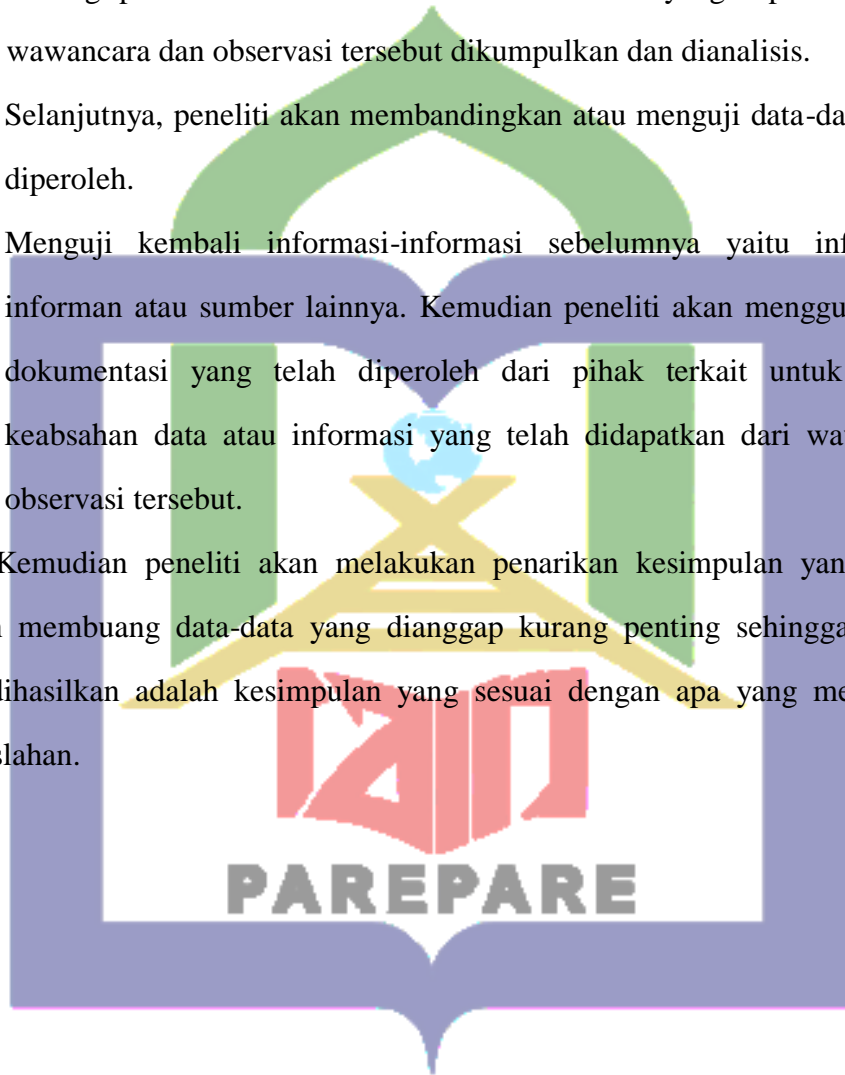 wawancara dan observasi tersebut dikumpulkan dan dianalisis.
Selanjutnya, peneliti akan membandingkan atau menguji data-da
diperoleh.
Menguji kembali informasi-informasi sebelumnya yaitu inf
informan atau sumber lainnya. Kemudian peneliti akan menggu
dokumentasi yang telah diperoleh dari pihak terkait untuk
keabsahan data atau informasi yang telah didapatkan dari wa
observasi tersebut.
Kemudian peneliti akan melakukan penarikan kesimpulan yan
membuang data-data yang dianggap kurang penting sehingga
dihasilkan adalah kesimpulan yang sesuai dengan apa yang me
slahan.
iain
PAREPARE